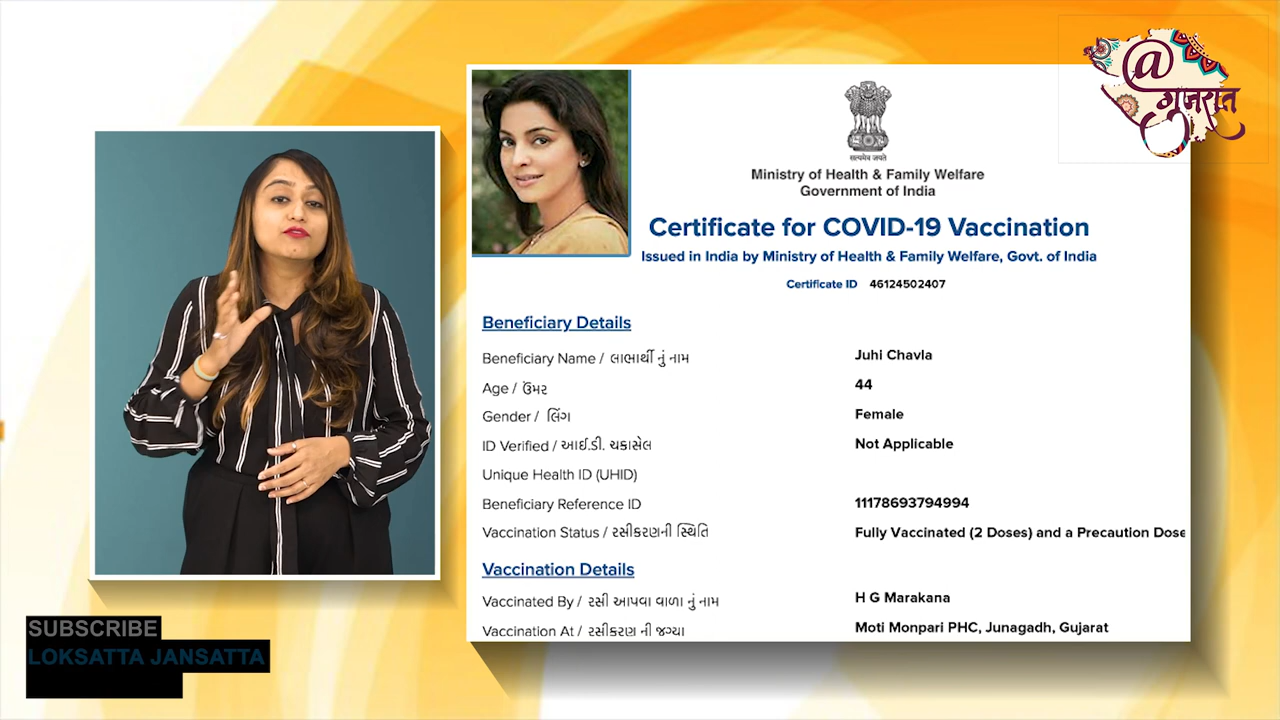 @
गुजरात
सत्यमेव जयते
Ministry of Health & Family Welfare
Government of India
Certificate for COVID-19 Vaccination
Issued in India by Ministry of Health & Family Welfare, Govt. of India
Certificate ID 46124502407
Beneficiary Details
Beneficiary Name / લાભાર્થી નું નામ Juhi Chavla
Age / ઉંમર 44
Gender / લિંગ Female
ID Verified / આઈ.ડી. ચકાસેલ Not Applicable
Unique Health ID (UHID)
Beneficiary Reference ID 11178693794994
Vaccination Status / રસીકરણની સ્થિતિ Fully Vaccinated (2 Doses) and a Precaution Dose
Vaccination Details
Vaccinated By / રસી આપવા વાળા નું નામ H G Marakana
Vaccination At / રસીકરણ ની જગ્યા Moti Monpari PHC, Junagadh, Gujarat
SUBSCRIBE
LOKSATTA JANSATTA